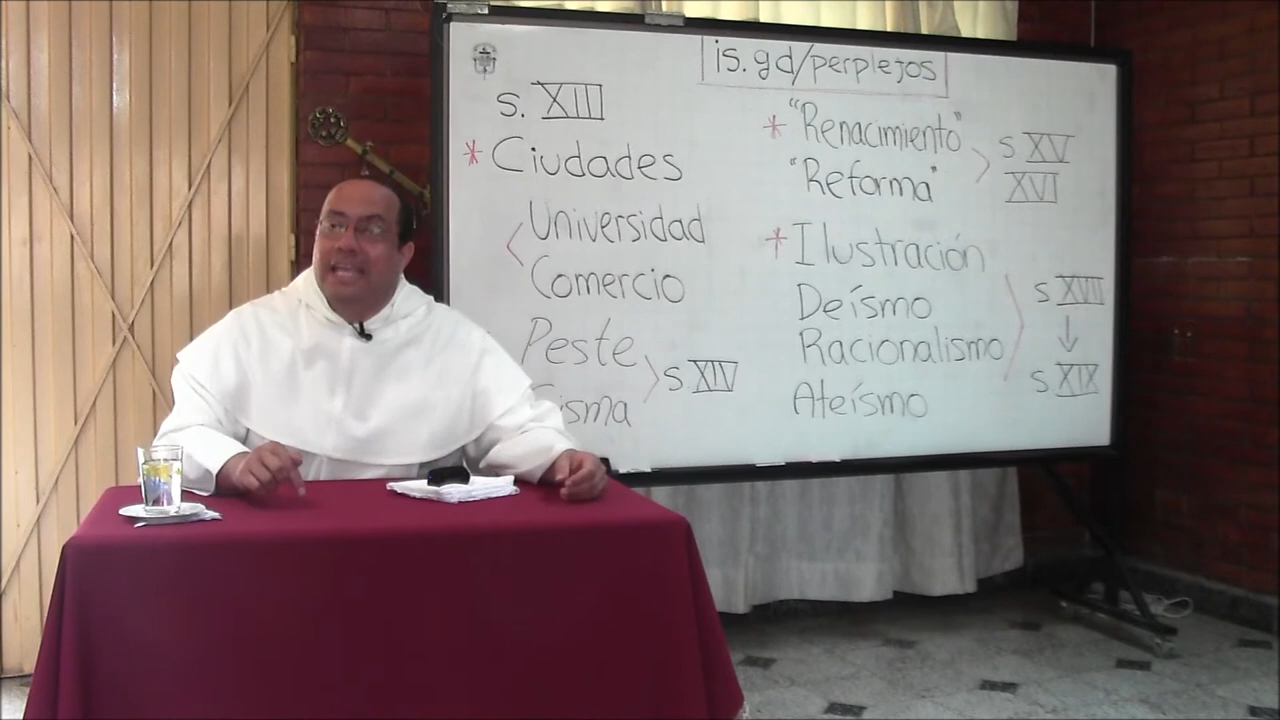 is.gd/perplejos
s. XIII
* Ciudades
Universidad
Comercio
Peste
s. XIV
* "Renacimiento"
"Reforma"
s XV
XVI
* Ilustración
Deísmo
Racionalismo
Ateísmo
s XVII
s XIX